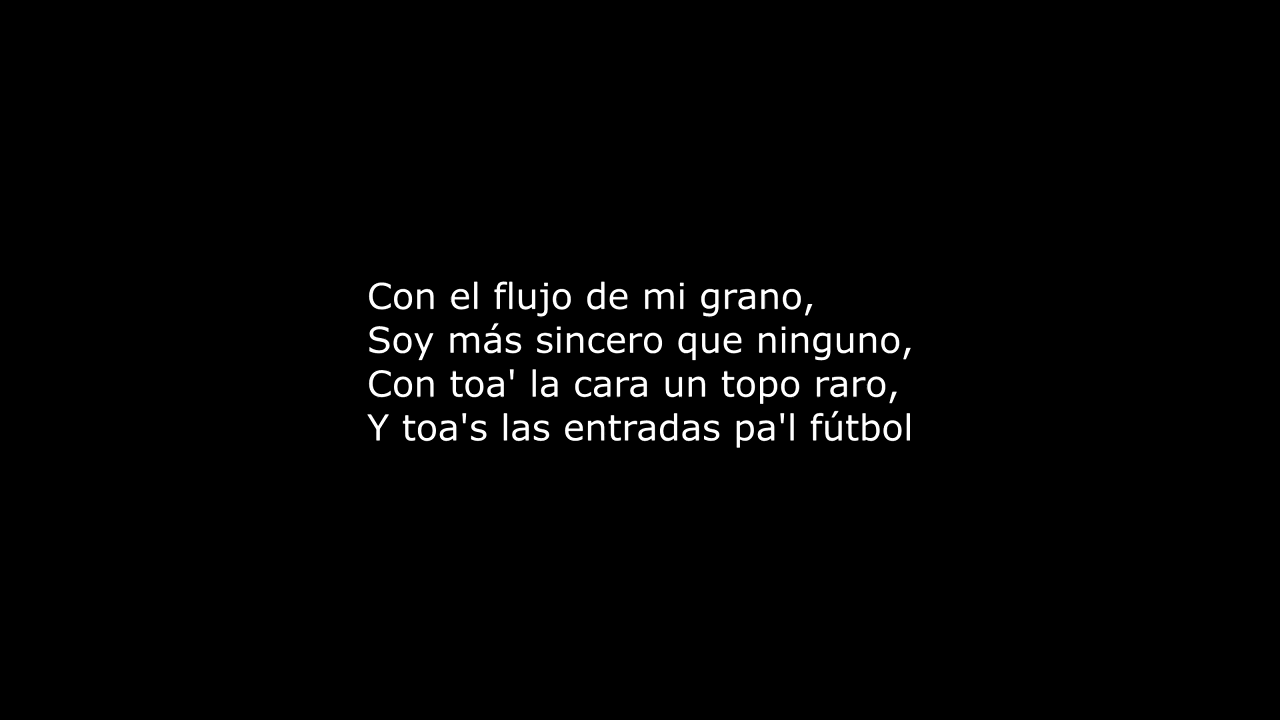 Con el flujo de mi grano,
Soy más sincero que ninguno,
Con toa' la cara un topo raro,
Y toa's las entradas pa'l fútbol